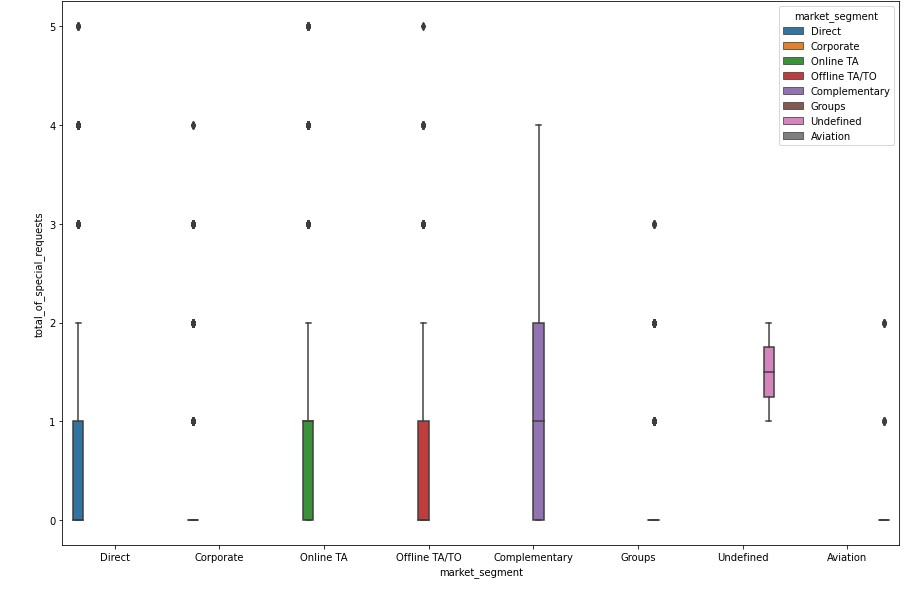 5
4
3
2
1
0
total_of_special_requests
market_segment
Direct
Corporate
Online TA
Offline TA/TO
Complementary
Groups
Undefined
Aviation
Direct Corporate Online TA Offline TA/TO Complementary Groups Undefined Aviation
market_segment